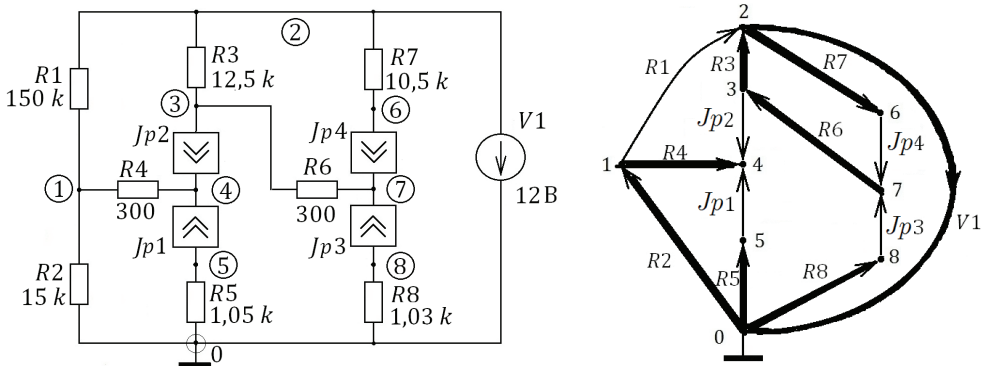 ②
R1
150 k
R3
12,5 k
R7
10,5 k
③
⑥
Jp2
Jp4
V1
12В
R4
300
R6
300
①
④
⑦
Jp1
Jp3
⑤
⑧
R2
15 k
R5
1,05 k
R8
1,03 k
0
2
R1
R3
R7
3
6
Jp2
R6
Jp4
1
R4
4
7
Jp1
Jp3
V1
R2
5
8
R5
R8
0